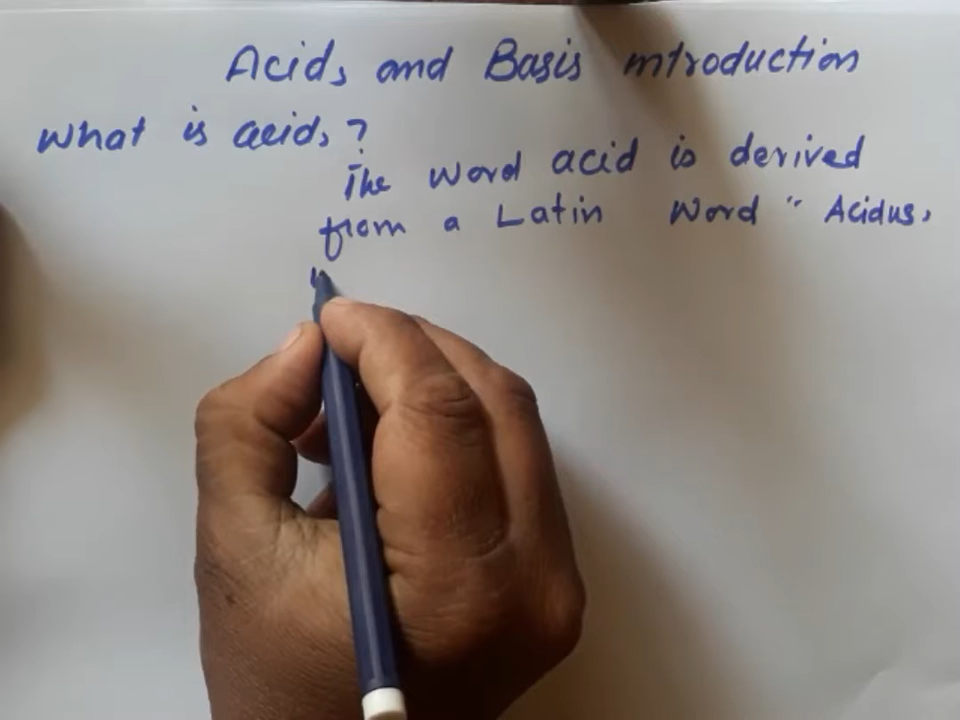 Acids and Basis introduction
What is acids?
The word acid is derived
from a Latin word " Acidus,